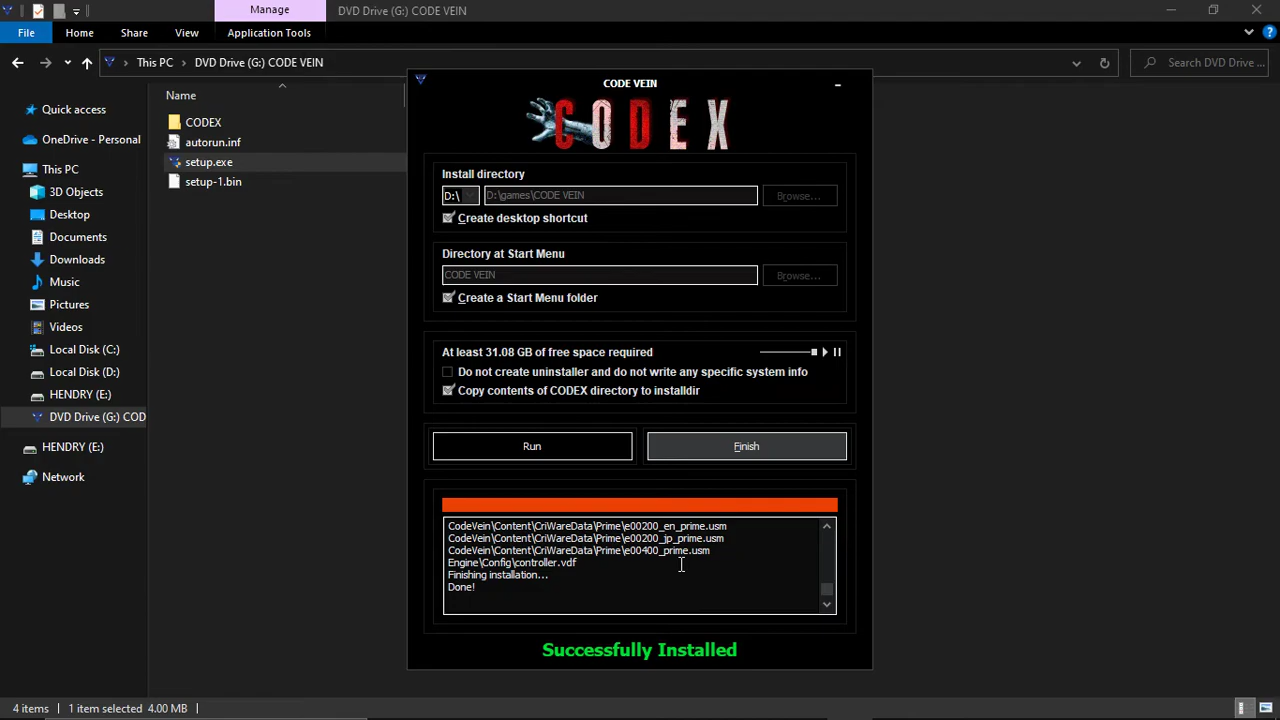 Manage
DVD Drive (G:) CODE VEIN
File
Home
Share
View
Application Tools
This PC
DVD Drive (G:) CODE VEIN
Search DVD Drive ...
Quick access
OneDrive - Personal
This PC
3D Objects
Desktop
Documents
Downloads
Music
Pictures
Videos
Local Disk (C:)
Local Disk (D:)
HENDRY (E:)
DVD Drive (G:) COD
HENDRY (E:)
Network
Name
CODEX
autorun.inf
setup.exe
setup-1.bin
CODE VEIN
CODEX
Install directory
D:\
D:\games\CODE VEIN
Browse...
Create desktop shortcut
Directory at Start Menu
CODE VEIN
Browse...
Create a Start Menu folder
At least 31.08 GB of free space required
Do not create uninstaller and do not write any specific system info
Copy contents of CODEX directory to installdir
Run
Finish
CodeVein\Content\CriWareData\Prime\e00200_en_prime.usm
CodeVein\Content\CriWareData\Prime\e00200_jp_prime.usm
CodeVein\Content\CriWareData\Prime\e00400_prime.usm
Engine\Config\controller.vdf
Finishing installation...
Done!
Successfully Installed
4 items
1 item selected 4.00 MB